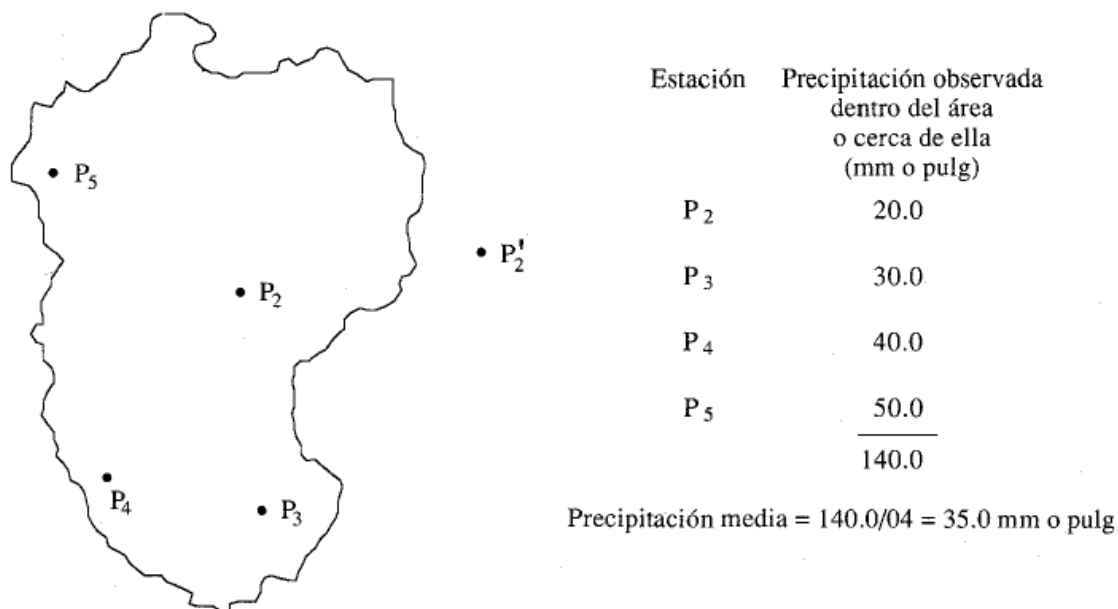 P5
P'2
P2
P4
P3
Estación Precipitación observada
dentro del área
o cerca de ella
(mm o pulg)
P2 20.0
P3 30.0
P4 40.0
P5 50.0
140.0
Precipitación media = 140.0/04 = 35.0 mm o pulg